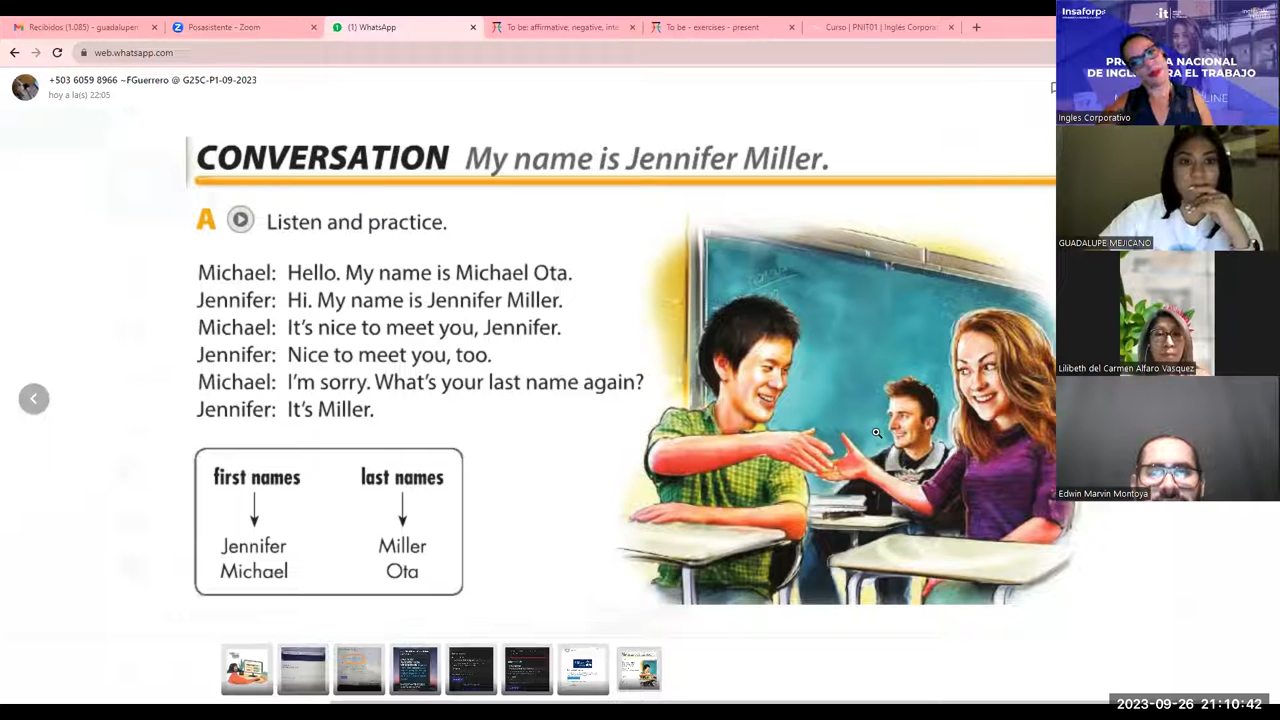 Recibidos (1.085) - guadaluper
Posasistente - Zoom
(1) WhatsApp
To be: affirmative, negative, inte
To be - exercises - present
Curso | PNIT01 | Inglés Corpora
web.whatsapp.com
+503 6059 8966 ~FGuerrero @ G25C-P1-09-2023
hoy a la(s) 22:05
CONVERSATION My name is Jennifer Miller.
A Listen and practice.
Michael: Hello. My name is Michael Ota.
Jennifer: Hi. My name is Jennifer Miller.
Michael: It's nice to meet you, Jennifer.
Jennifer: Nice to meet you, too.
Michael: I'm sorry. What's your last name again?
Jennifer: It's Miller.
first names last names
Jennifer Miller
Michael Ota
Insaforp
NACIONAL
EL TRABAJO
Ingles Corporativo
GUADALUPE MEJICANO
Lilibeth del Carmen Alfaro Vasquez
Edwin Marvin Montoya
2023-09-26 21:10:42